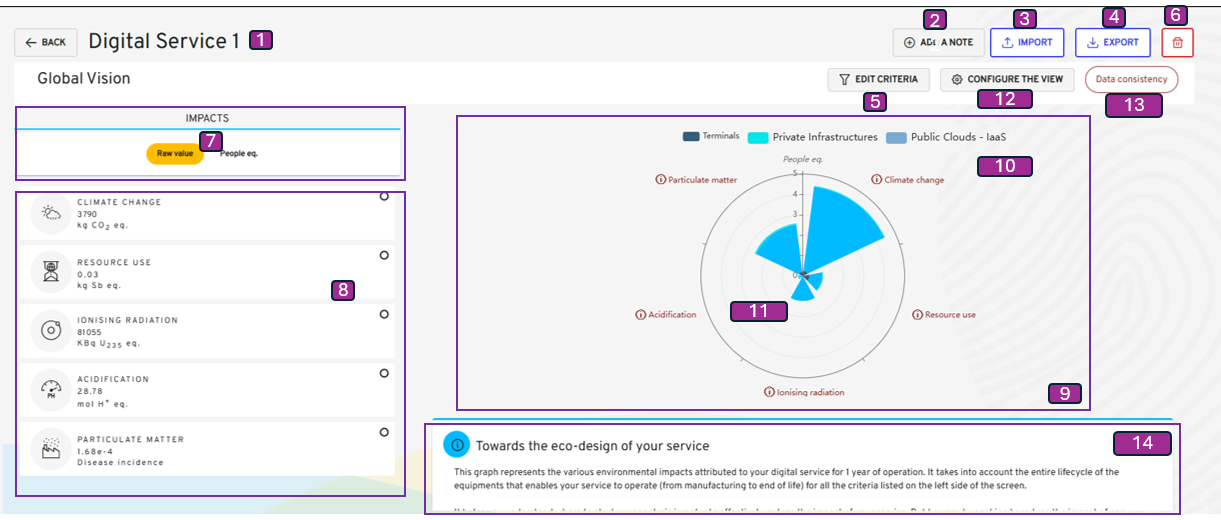 2 3 4 6
← BACK Digital Service 1 1 ADD A NOTE IMPORT EXPORT
Global Vision EDIT CRITERIA CONFIGURE THE VIEW Data consistency
5 12 13
IMPACTS
7
Raw value People eq.
CLIMATE CHANGE
3790
kg CO₂ eq.
RESOURCE USE
0.03
kg Sb eq.
8
IONISING RADIATION
81055
KBq U₂₃₅ eq.
ACIDIFICATION
28.78
mol H⁺ eq.
PH
PARTICULATE MATTER
1.68e-4
Disease incidence
Terminals Private Infrastructures Public Clouds - IaaS
People eq.
10
Particulate matter Climate change
5
4
3
0
11
Acidification Resource use
Ionising radiation
9
Towards the eco-design of your service
14
This graph represents the various environmental impacts attributed to your digital service for 1 year of operation. It takes into account the entire lifecycle of the
equipments that enables your service to operate (from manufacturing to end of life) for all the criteria listed on the left side of the screen.